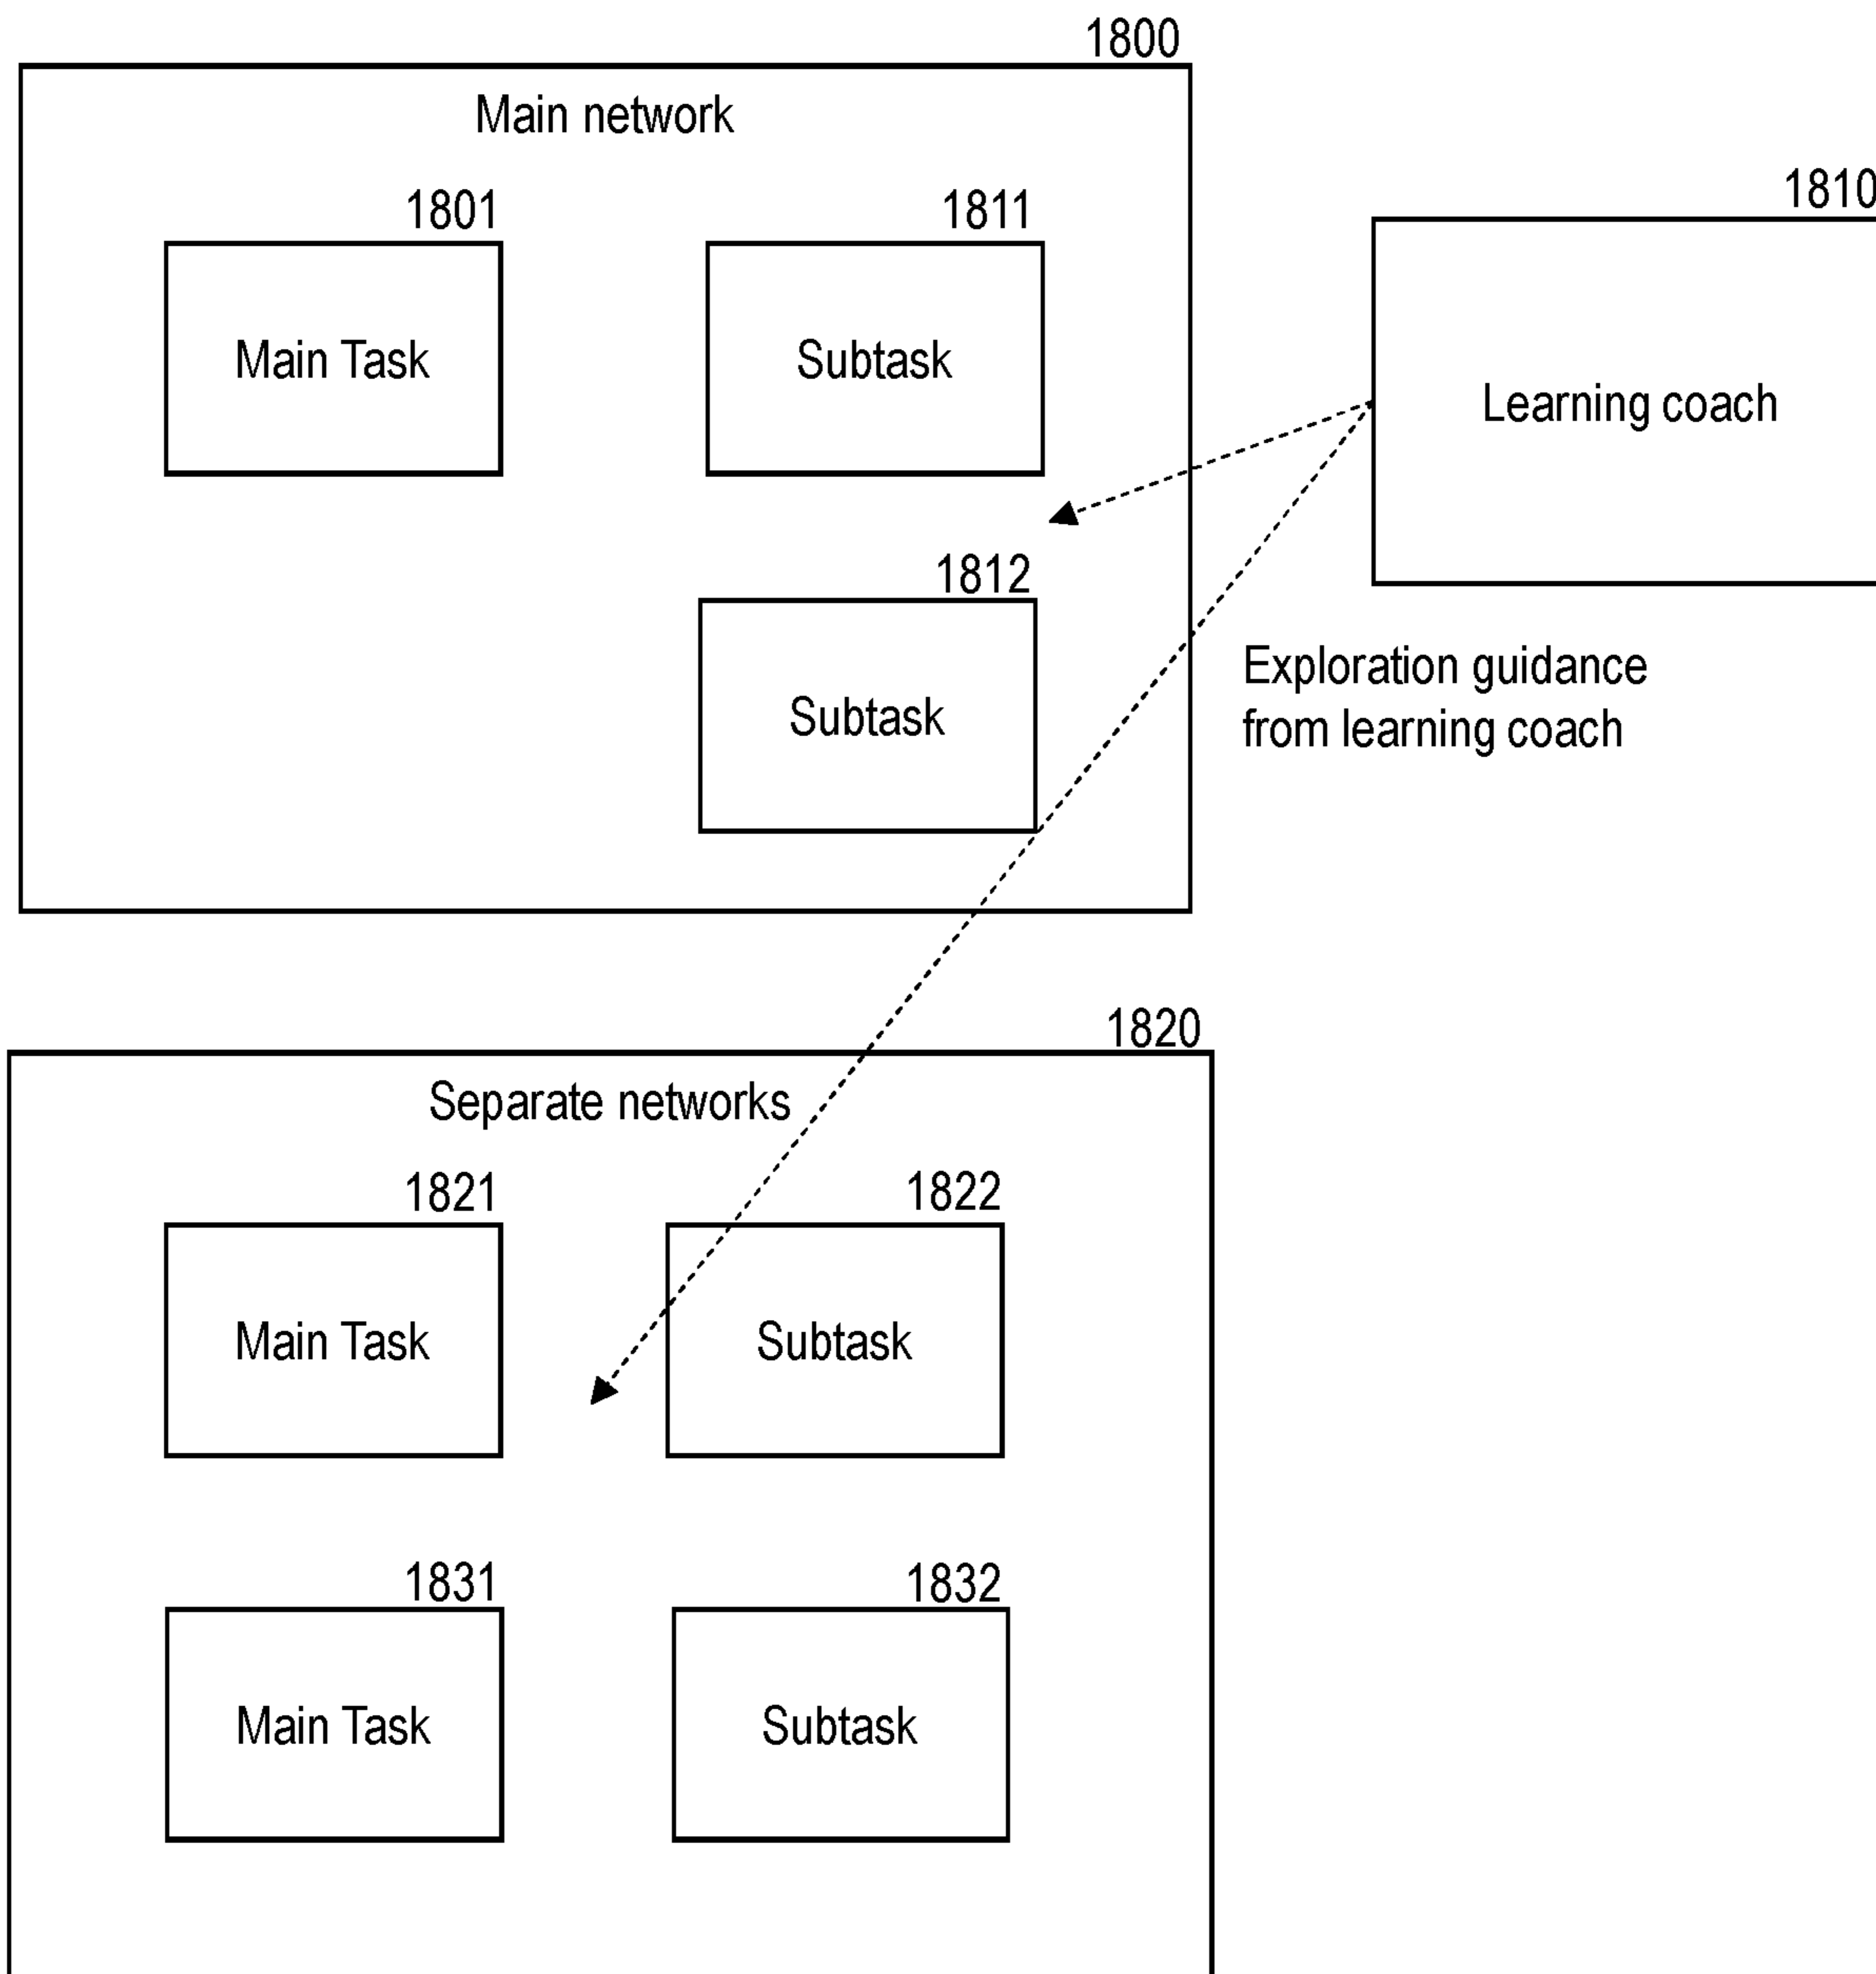 1800
Main network
1801
Main Task
1811
Subtask
1812
Subtask
1810
Learning coach
Exploration guidance
from learning coach
1820
Separate networks
1821
Main Task
1822
Subtask
1831
Main Task
1832
Subtask